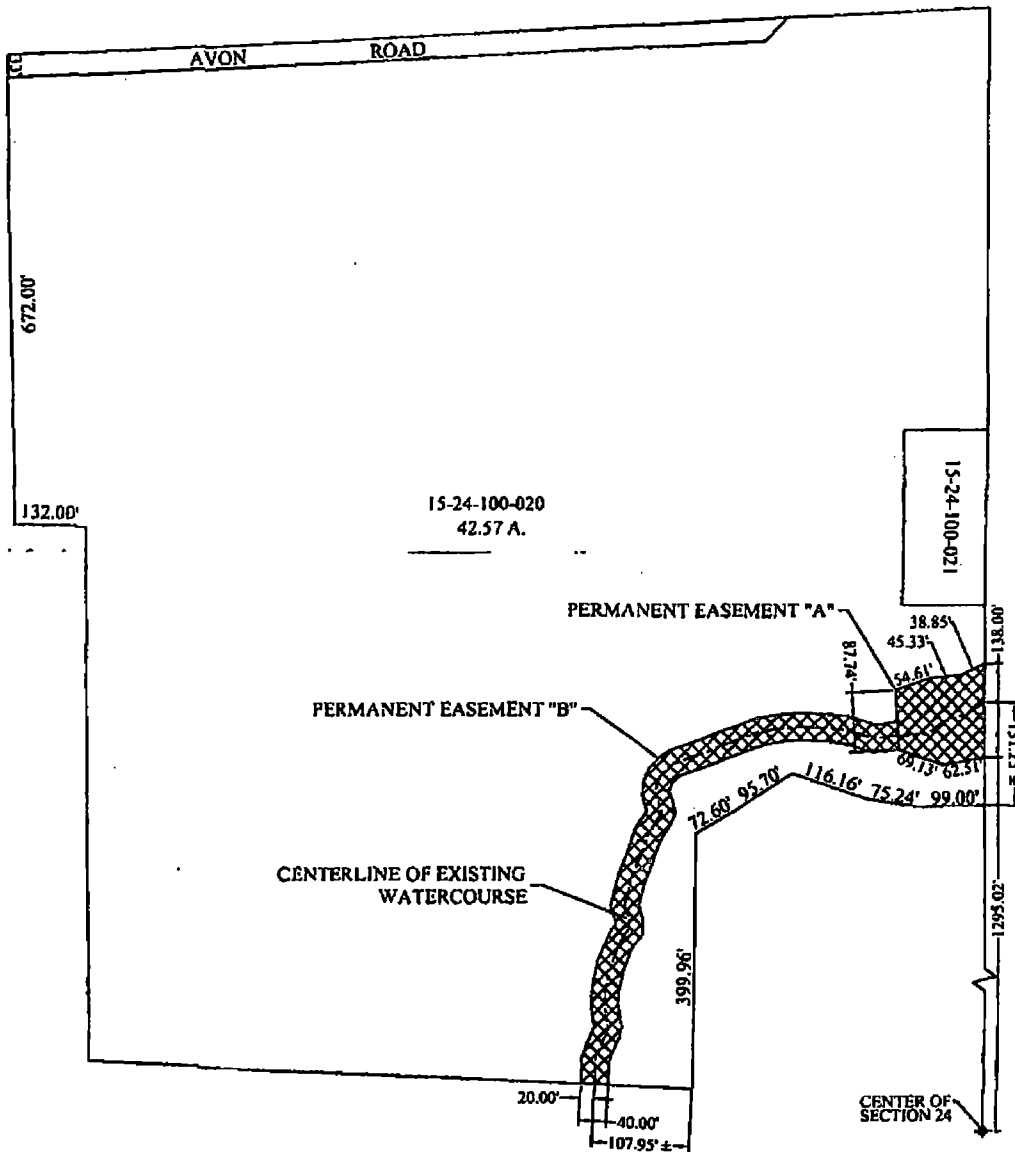 AVON ROAD
672.00'
132.00'
15-24-100-020
42.57 A.
15-24-100-021
PERMANENT EASEMENT "A"
38.85'
45.33'
138.00'
54.61'
87.74'
PERMANENT EASEMENT "B"
69.13' 62.51'
72.60' 95.70' 116.16' 75.24' 99.00'
CENTERLINE OF EXISTING
WATERCOURSE
1295.02'
399.96'
20.00'
40.00'
107.95' ±
CENTER OF
SECTION 24